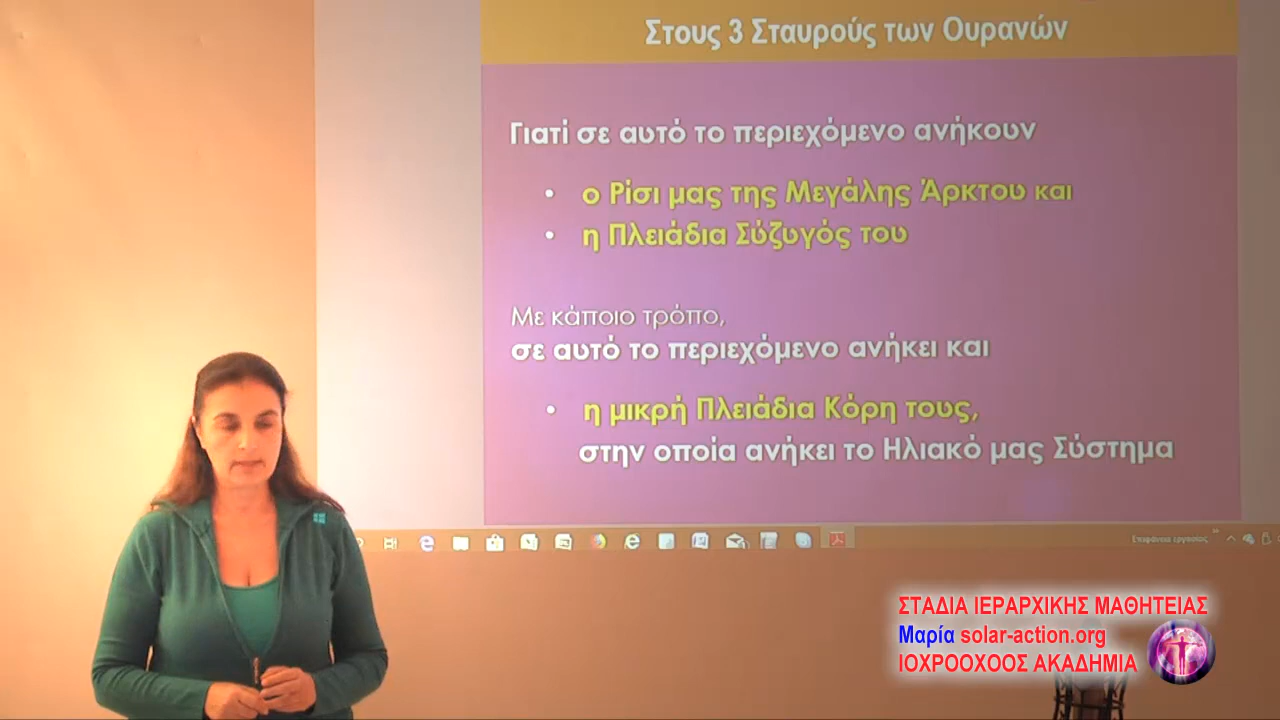 Στους 3 Σταυρούς των Ουρανών
Γιατί σε αυτό το περιεχόμενο ανήκουν
• ο Ρίσι μας της Μεγάλης Άρκτου και
• η Πλειάδια Σύζυγός του
Με κάποιο τρόπο,
σε αυτό το περιεχόμενο ανήκει και
• η μικρή Πλειάδια Κόρη τους,
στην οποία ανήκει το Ηλιακό μας Σύστημα
Επιφάνεια εργασίας
ΣΤΑΔΙΑ ΙΕΡΑΡΧΙΚΗΣ ΜΑΘΗΤΕΙΑΣ
Μαρία solar-action.org
ΙΟΧΡΟΟΧΟΟΣ ΑΚΑΔΗΜΙΑ